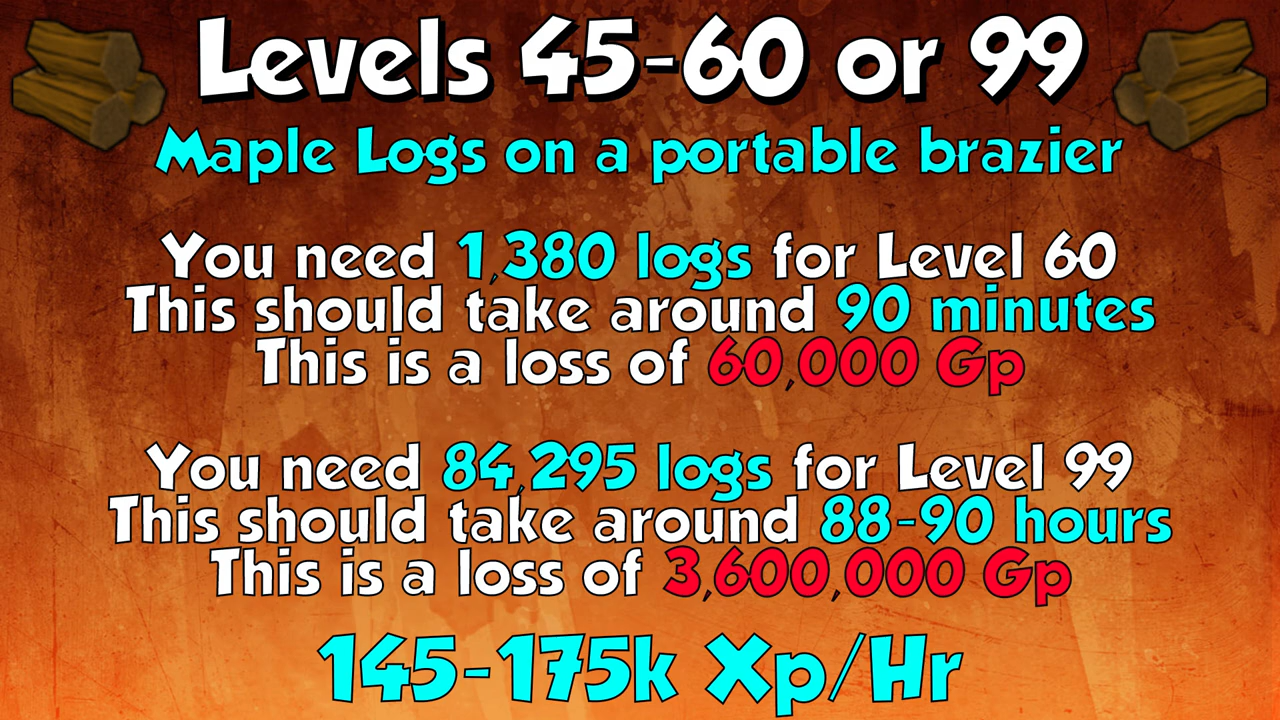 Levels 45-60 or 99
Maple Logs on a portable brazier
You need 1,380 logs for Level 60
This should take around 90 minutes
This is a loss of 60,000 Gp
You need 84,295 logs for Level 99
This should take around 88-90 hours
This is a loss of 3,600,000 Gp
145-175k Xp/Hr